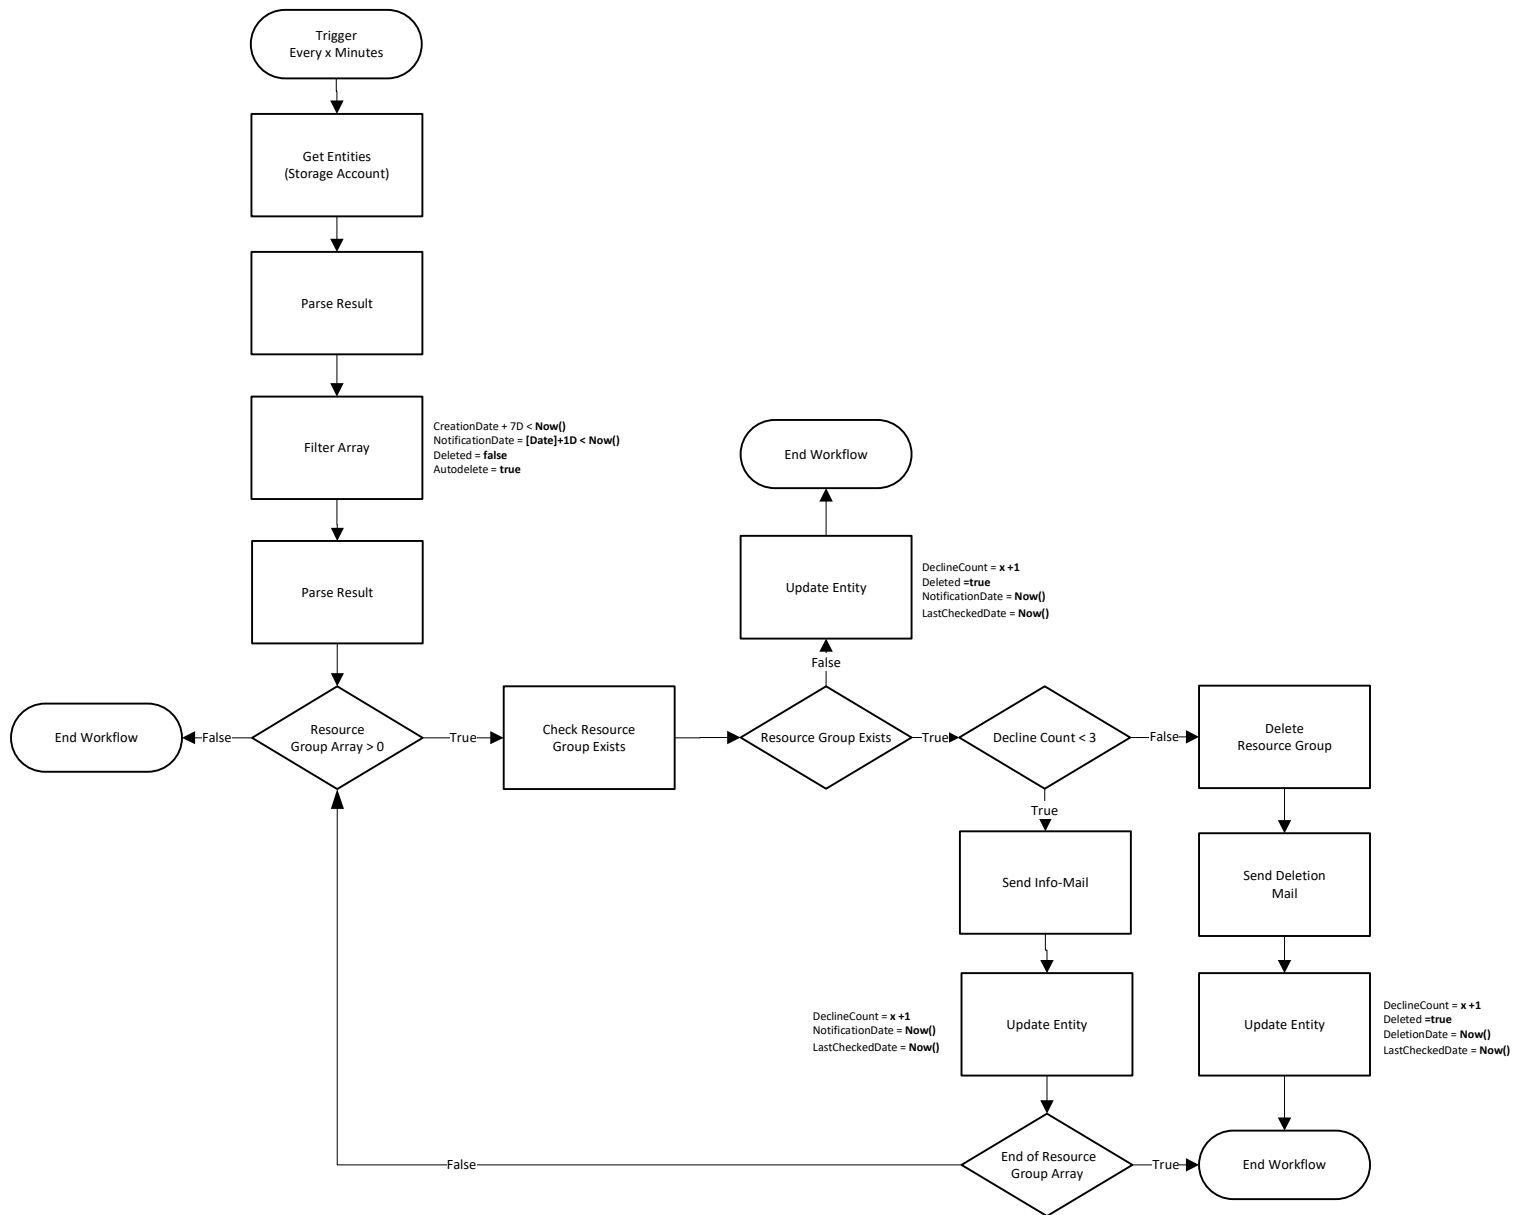 Trigger
Every x Minutes
Get Entities
(Storage Account)
Parse Result
Filter Array
CreationDate + 7D < Now()
NotificationDate = [Date]+1D < Now()
Deleted = false
Autodelete = true
Parse Result
End Workflow
False
Resource
Group Array > 0
True
Check Resource
Group Exists
End Workflow
Update Entity
DeclineCount = x +1
Deleted =true
NotificationDate = Now()
LastCheckedDate = Now()
False
Resource Group Exists
True
Decline Count < 3
False
Delete
Resource Group
True
Send Info-Mail
Send Deletion
Mail
DeclineCount = x +1
NotificationDate = Now()
LastCheckedDate = Now()
Update Entity
Update Entity
DeclineCount = x +1
Deleted =true
DeletionDate = Now()
LastCheckedDate = Now()
False
End of Resource
Group Array
True
End Workflow